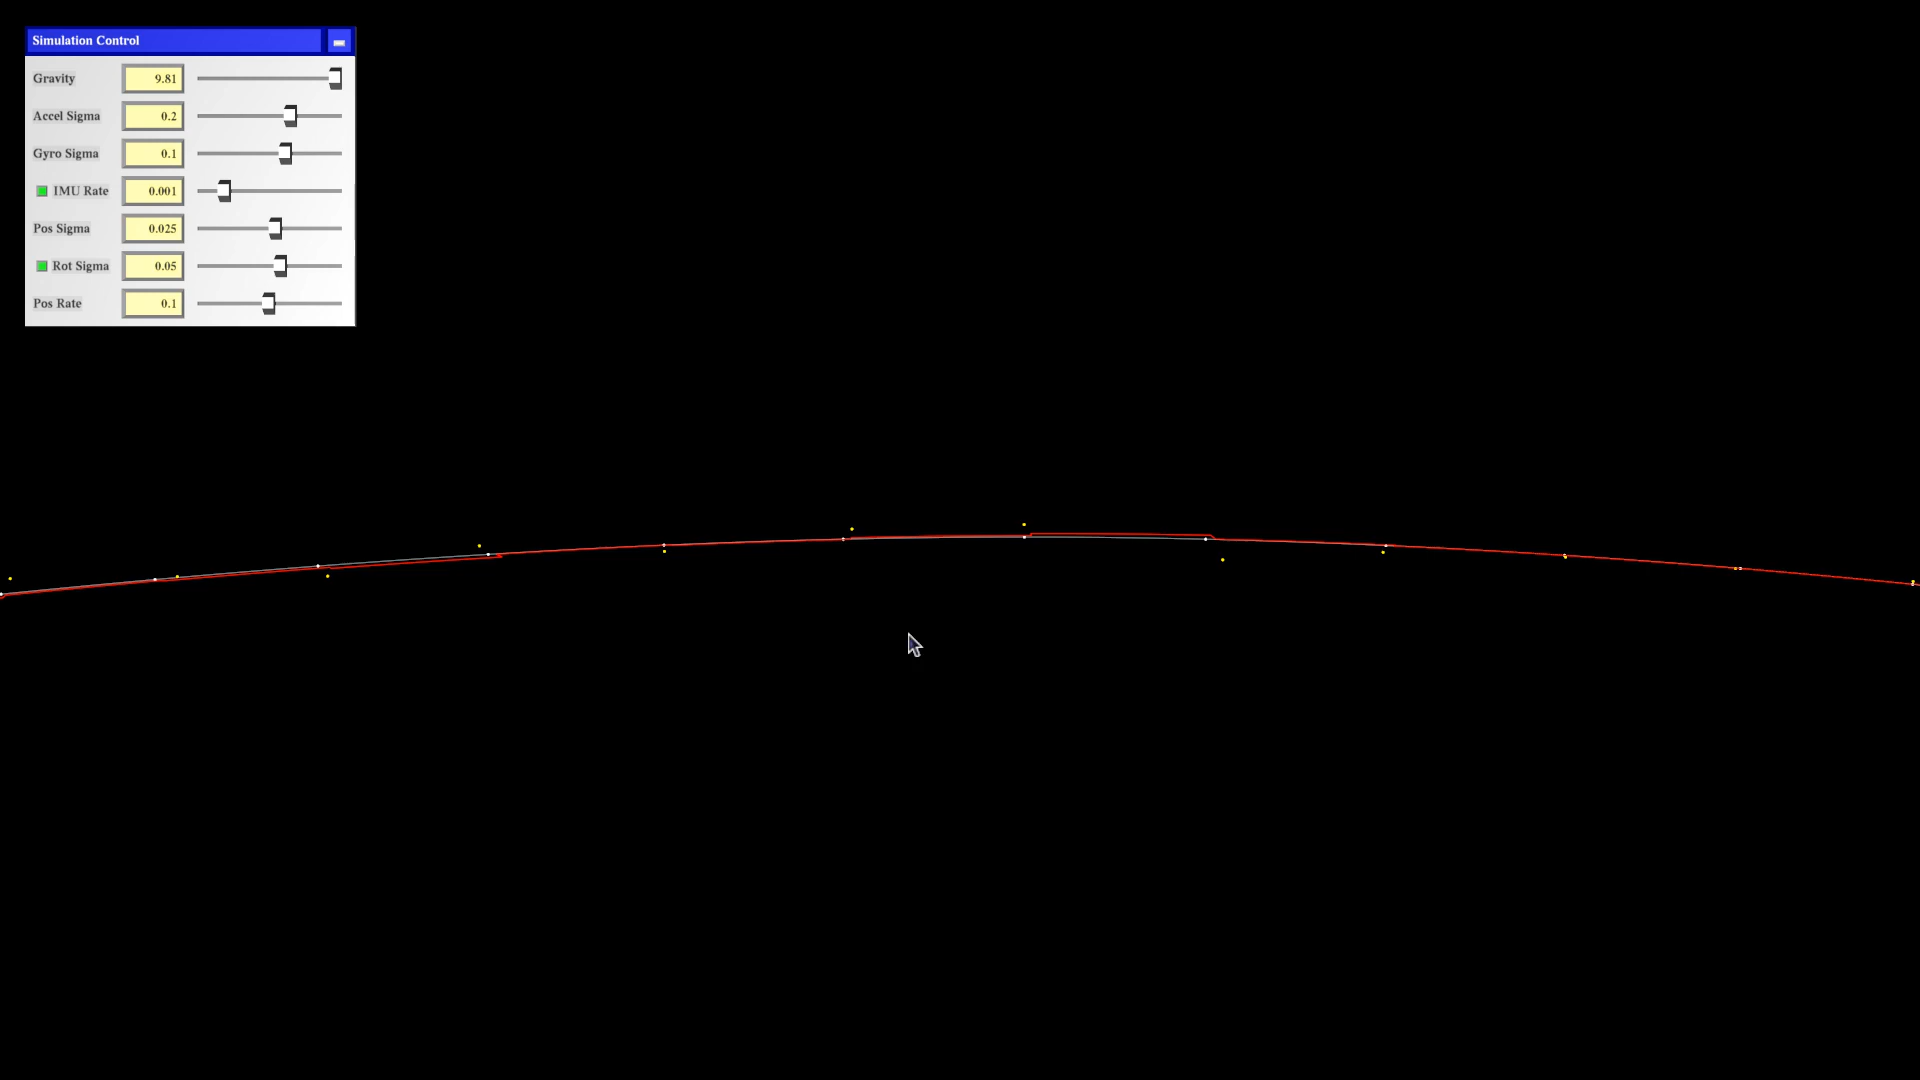 Simulation Control
Gravity 9.81
Accel Sigma 0.2
Gyro Sigma 0.1
IMU Rate 0.001
Pos Sigma 0.025
Rot Sigma 0.05
Pos Rate 0.1